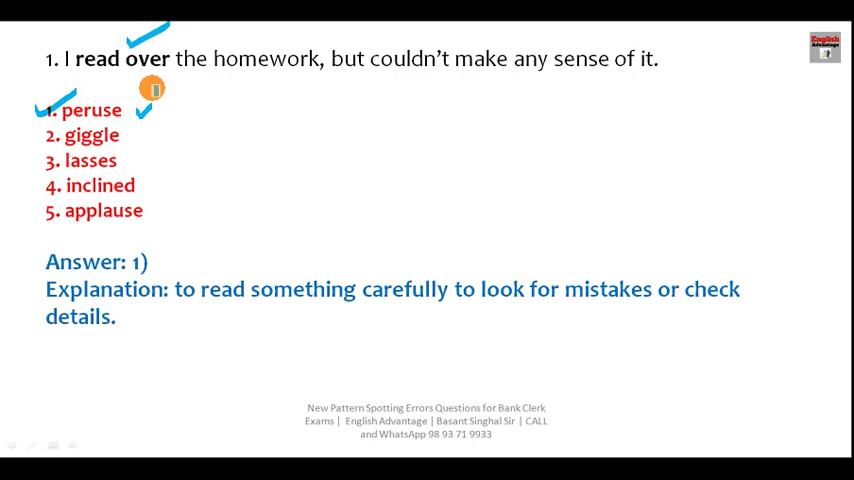 English
Advantage
1. I read over the homework, but couldn't make any sense of it.
1. peruse
2. giggle
3. lasses
4. inclined
5. applause
Answer: 1)
Explanation: to read something carefully to look for mistakes or check
details.
New Pattern Spotting Errors Questions for Bank Clerk
Exams | English Advantage | Basant Singhal Sir | CALL
and WhatsApp 98 93 71 9933